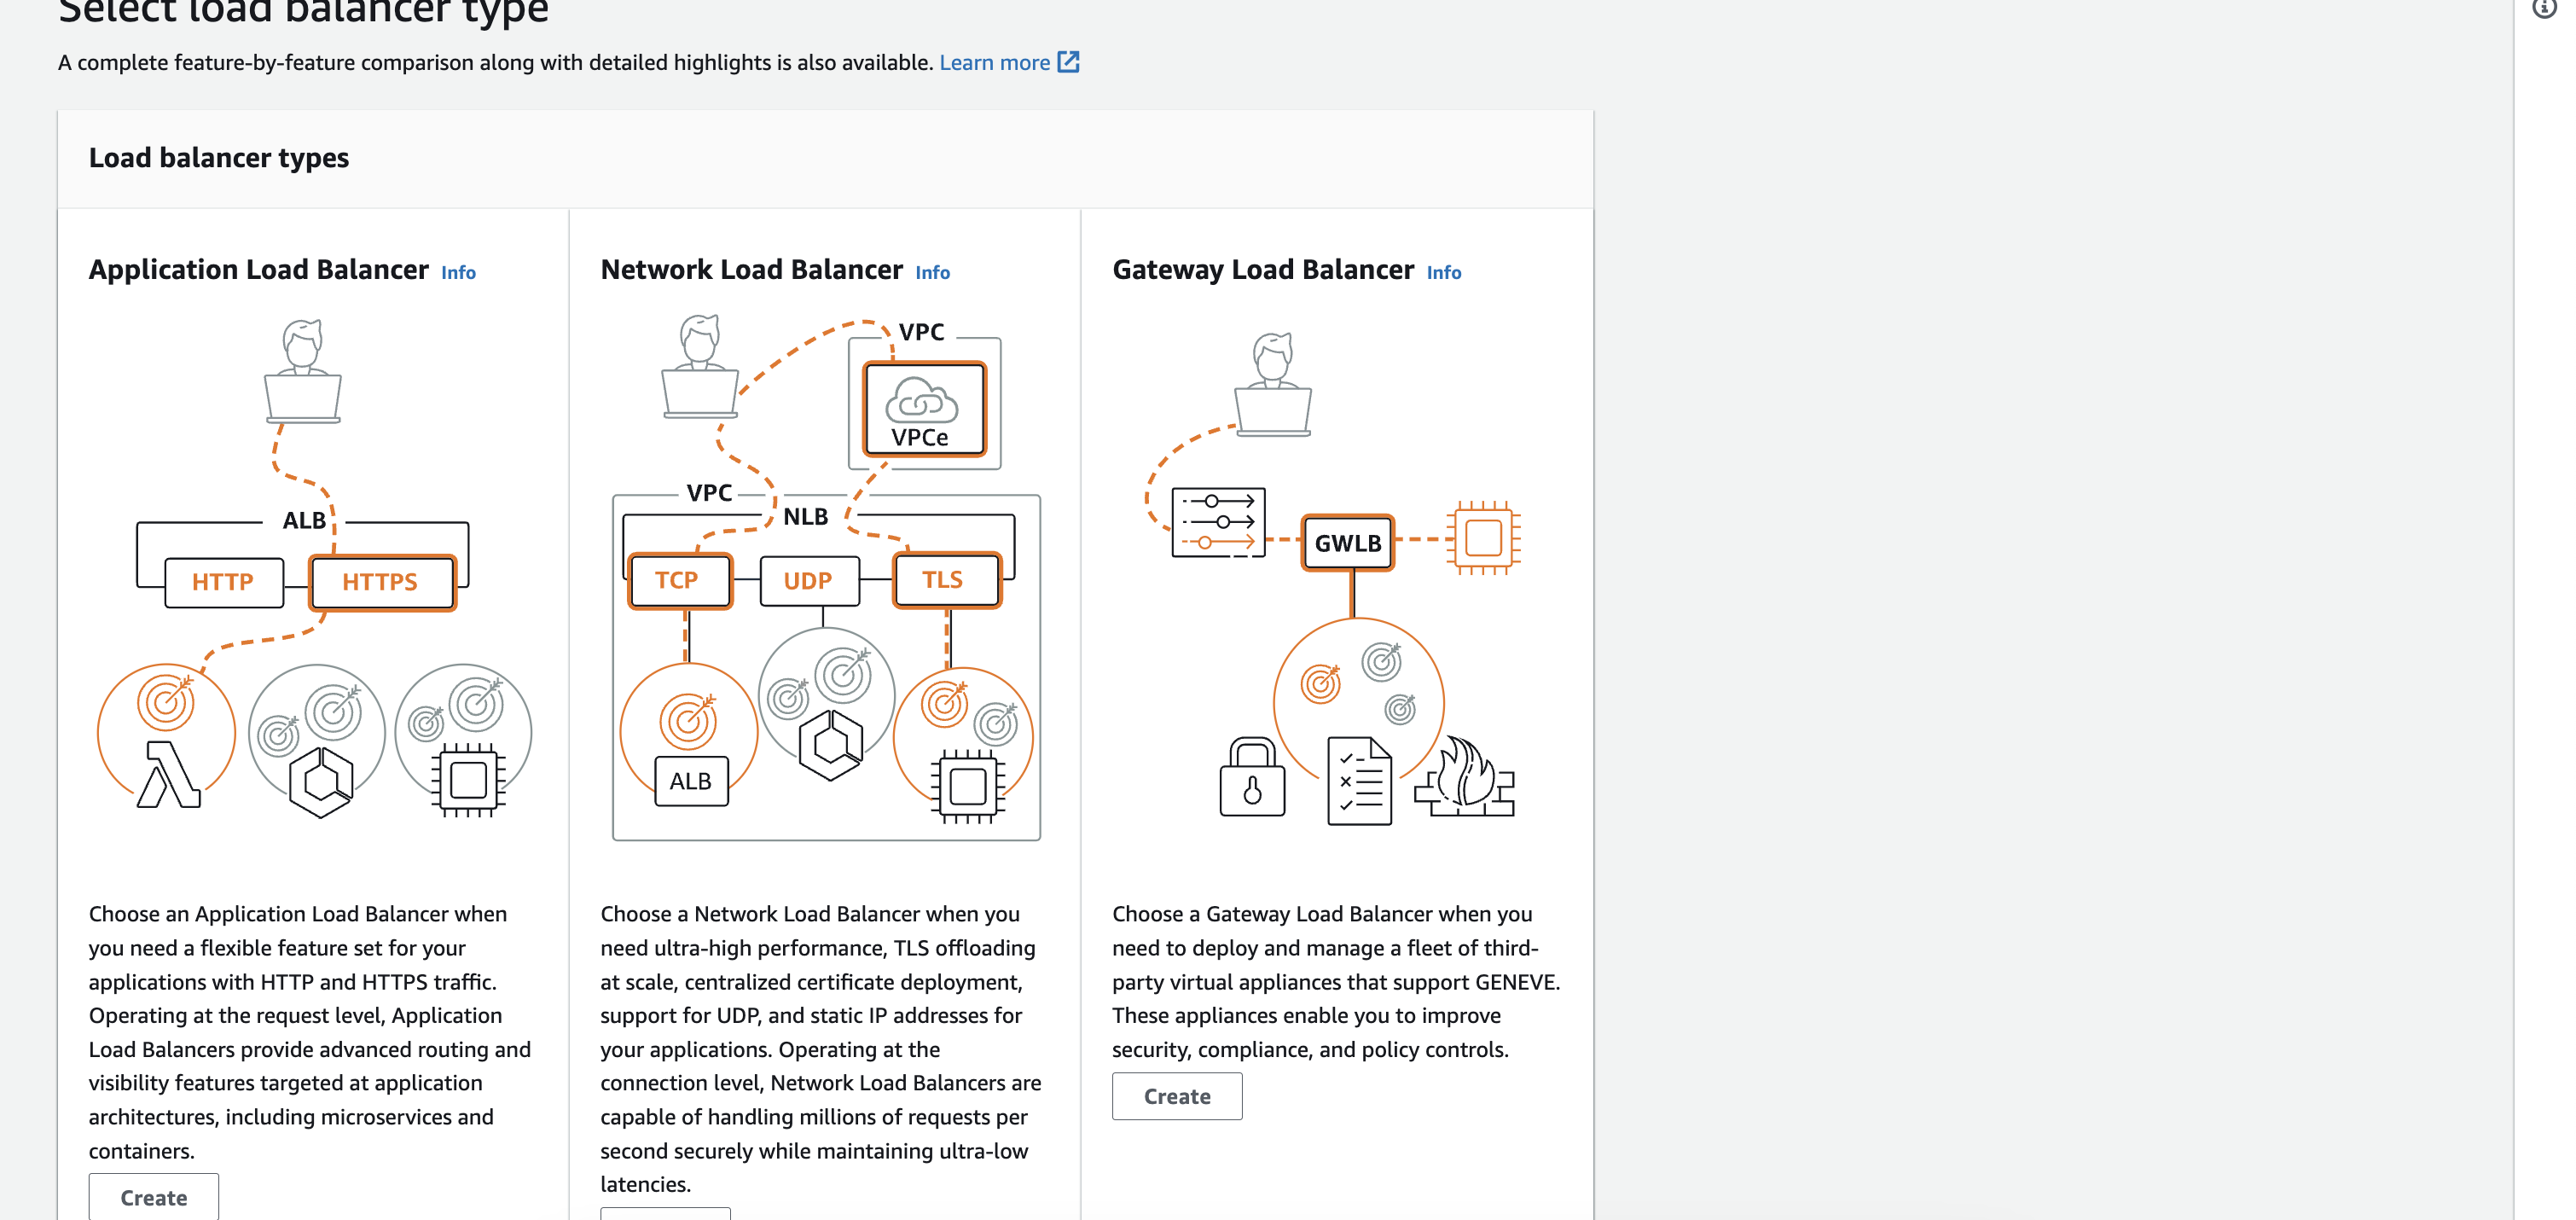 Select load balancer type
A complete feature-by-feature comparison along with detailed highlights is also available. Learn more
Load balancer types
Application Load Balancer Info
ALB
HTTP
HTTPS
Choose an Application Load Balancer when
you need a flexible feature set for your
applications with HTTP and HTTPS traffic.
Operating at the request level, Application
Load Balancers provide advanced routing and
visibility features targeted at application
architectures, including microservices and
containers.
Create
Network Load Balancer Info
VPC
VPCe
VPC
NLB
TCP
UDP
TLS
ALB
Choose a Network Load Balancer when you
need ultra-high performance, TLS offloading
at scale, centralized certificate deployment,
support for UDP, and static IP addresses for
your applications. Operating at the
connection level, Network Load Balancers are
capable of handling millions of requests per
second securely while maintaining ultra-low
latencies.
Gateway Load Balancer Info
GWLB
Choose a Gateway Load Balancer when you
need to deploy and manage a fleet of third-
party virtual appliances that support GENEVE.
These appliances enable you to improve
security, compliance, and policy controls.
Create